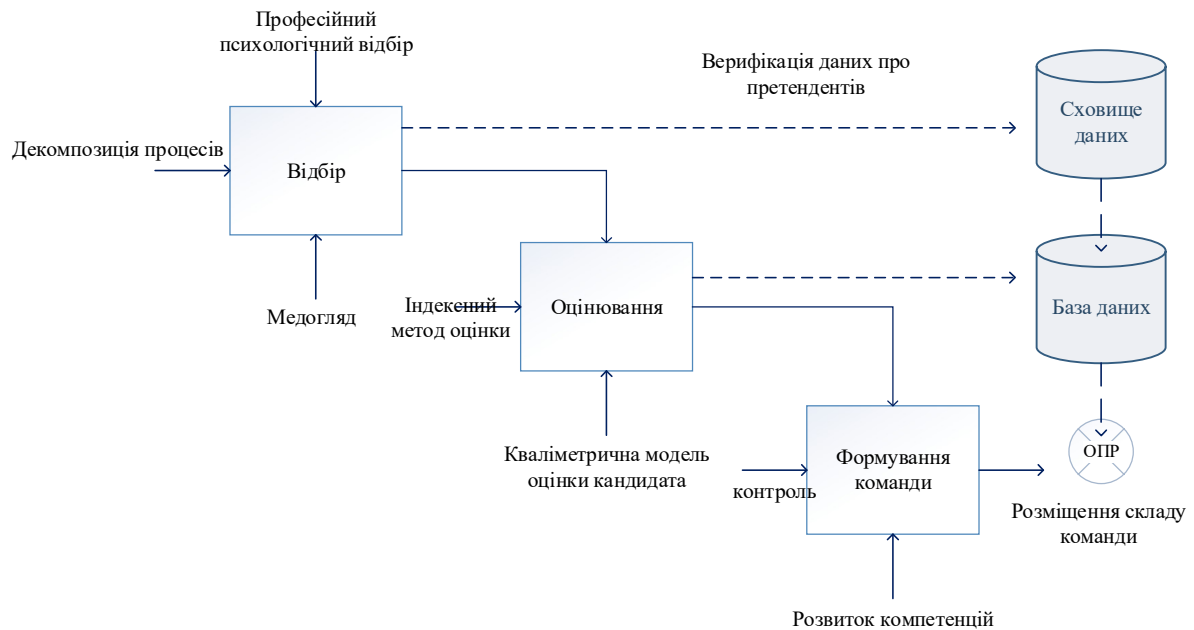 Професійний
психологічний відбір
Верифікація даних про
претендентів
Сховище
даних
Декомпозиція процесів
Відбір
Медогляд
Індексний
метод оцінки
Оцінювання
База даних
Кваліметрична модель
оцінки кандидата
контроль
Формування
команди
ОПР
Розміщення складу
команди
Розвиток компетенцій